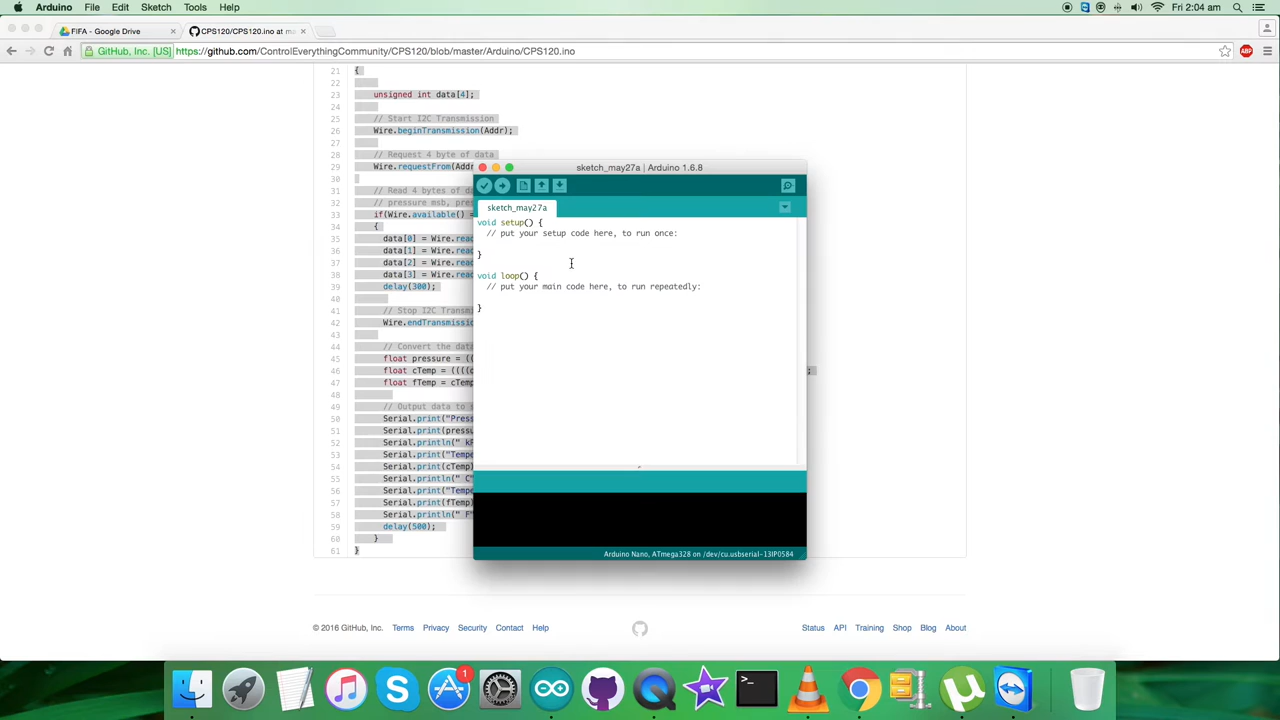 Arduino File Edit Sketch Tools Help
Fri 2:04 am
FIFA - Google Drive
CPS120/CPS120.ino at ma
GitHub, Inc. [US] https://github.com/ControlEverythingCommunity/CPS120/blob/master/Arduino/CPS120.ino
ABP
21 {
22
23 unsigned int data[4];
24
25 // Start I2C Transmission
26 Wire.beginTransmission(Addr);
27
28 // Request 4 byte of data
29 Wire.requestFrom(Addr
30
31 // Read 4 bytes of da
32 // pressure msb, pres
33 if(Wire.available() =
34 {
35 data[0] = Wire.rea
36 data[1] = Wire.rea
37 data[2] = Wire.rea
38 data[3] = Wire.rea
39 delay(300);
40
41 // Stop I2C Transmi
42 Wire.endTransmissio
43
44 // Convert the data
45 float pressure = ((
46 float cTemp = ((((d
;
47 float fTemp = cTemp
48
49 // Output data to s
50 Serial.print("Press
51 Serial.print(pressu
52 Serial.println(" kP
53 Serial.print("Tempe
54 Serial.print(cTemp)
55 Serial.println(" C"
56 Serial.print("Tempe
57 Serial.print(fTemp)
58 Serial.println(" F"
59 delay(500);
60 }
61 }
sketch_may27a | Arduino 1.6.8
sketch_may27a
void setup() {
// put your setup code here, to run once:
}
void loop() {
// put your main code here, to run repeatedly:
}
Arduino Nano, ATmega328 on /dev/cu.usbserial-13IP0584
© 2016 GitHub, Inc. Terms Privacy Security Contact Help
Status API Training Shop Blog About
1
>_